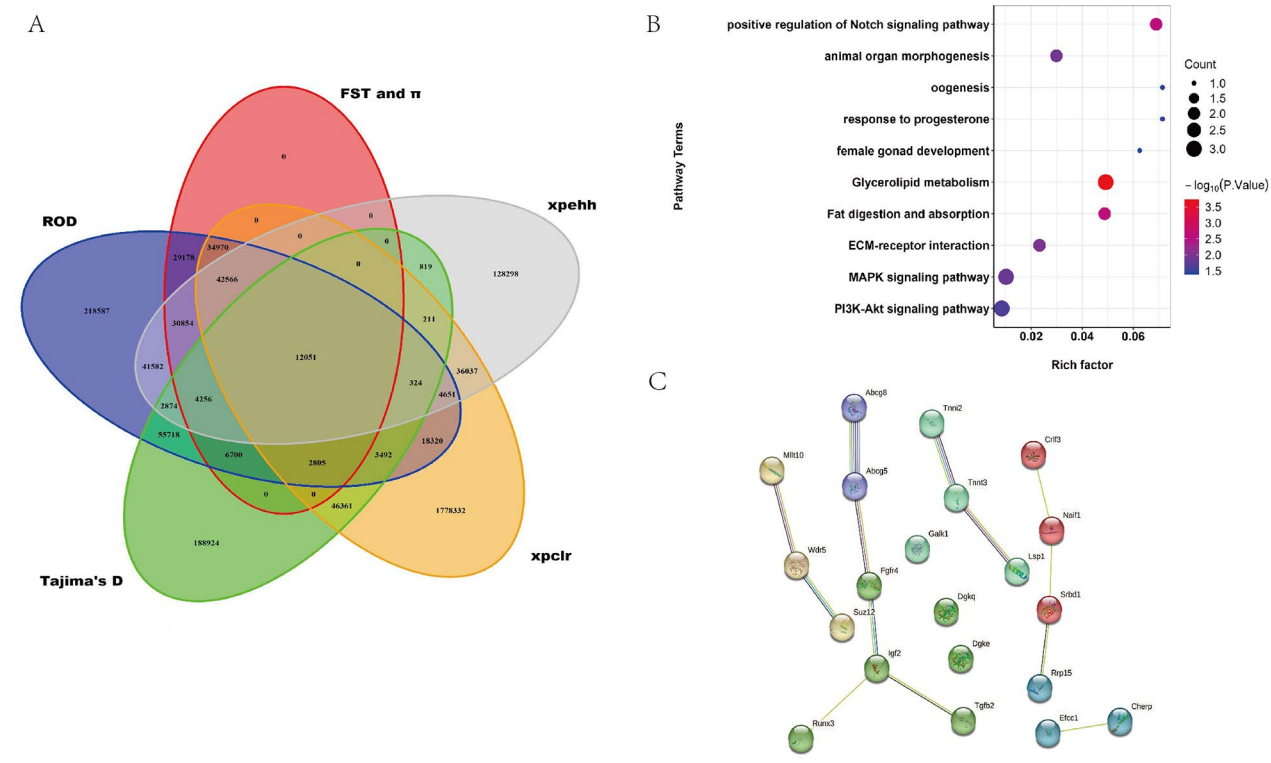 A
FST and π
xpehh
ROD
xpclr
Tajima's D
0
0
0
0
0
0
34970
29178
42566
819
128298
218587
211
30854
12051
41582
324
36037
4651
2874
4256
55718
18320
6700
2805
3492
0
0
46361
1778332
188924
B
Pathway Terms
positive regulation of Notch signaling pathway
animal organ morphogenesis
oogenesis
response to progesterone
female gonad development
Glycerolipid metabolism
Fat digestion and absorption
ECM-receptor interaction
MAPK signaling pathway
PI3K-Akt signaling pathway
0.02 0.04 0.06
Rich factor
Count
1.0
1.5
2.0
2.5
3.0
−log10(P.Value)
3.5
3.0
2.5
2.0
1.5
C
Abcg8
Tnni2
Crlf3
Mllt10
Abcg5
Tnnt3
Naif1
Galk1
Wdr5
Lsp1
Fgfr4
Dgkq
Srbd1
Suz12
Dgke
Igf2
Rrp15
Tgfb2
Runx3
Efcc1
Cherp